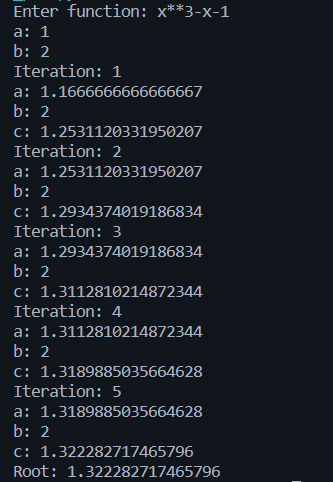 Enter function: x**3-x-1
a: 1
b: 2
Iteration: 1
a: 1.1666666666666667
b: 2
c: 1.2531120331950207
Iteration: 2
a: 1.2531120331950207
b: 2
c: 1.2934374019186834
Iteration: 3
a: 1.2934374019186834
b: 2
c: 1.3112810214872344
Iteration: 4
a: 1.3112810214872344
b: 2
c: 1.3189885035664628
Iteration: 5
a: 1.3189885035664628
b: 2
c: 1.322282717465796
Root: 1.322282717465796